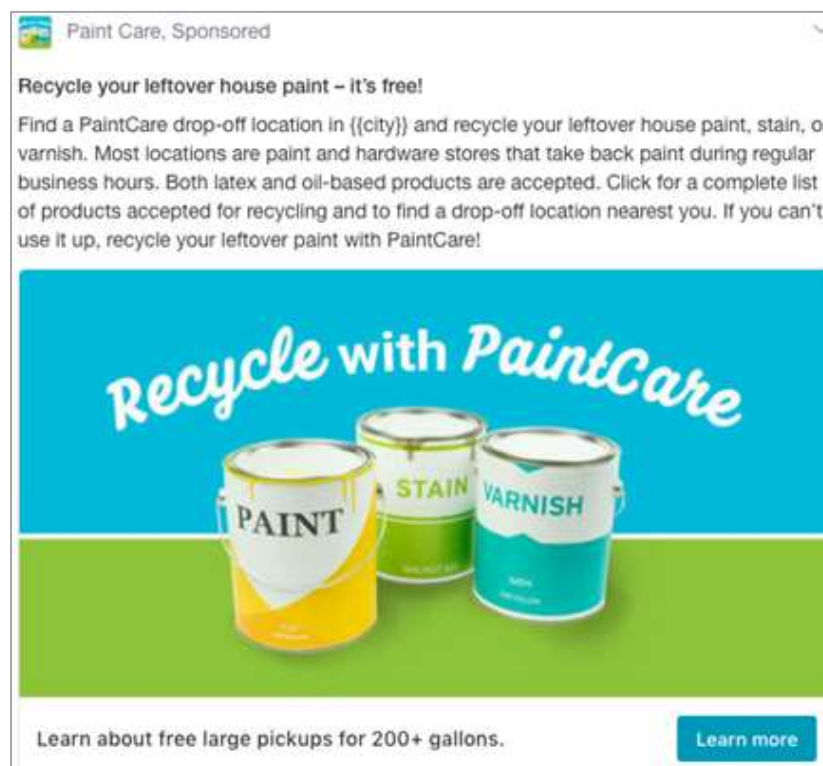 Paint Care, Sponsored
Recycle your leftover house paint – it's free!
Find a PaintCare drop-off location in {{city}} and recycle your leftover house paint, stain, o
varnish. Most locations are paint and hardware stores that take back paint during regular
business hours. Both latex and oil-based products are accepted. Click for a complete list
of products accepted for recycling and to find a drop-off location nearest you. If you can't
use it up, recycle your leftover paint with PaintCare!
Recycle with PaintCare
PAINT
STAIN
VARNISH
Learn about free large pickups for 200+ gallons.
Learn more